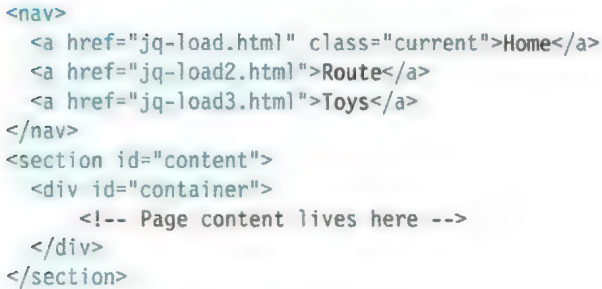 <nav>
  <a href="jq-load.html" class="current">Home</a>
  <a href="jq-load2.html">Route</a>
  <a href="jq-load3.html">Toys</a>
</nav>
<section id="content">
  <div id="container">
      <!-- Page content lives here -->
  </div>
</section>